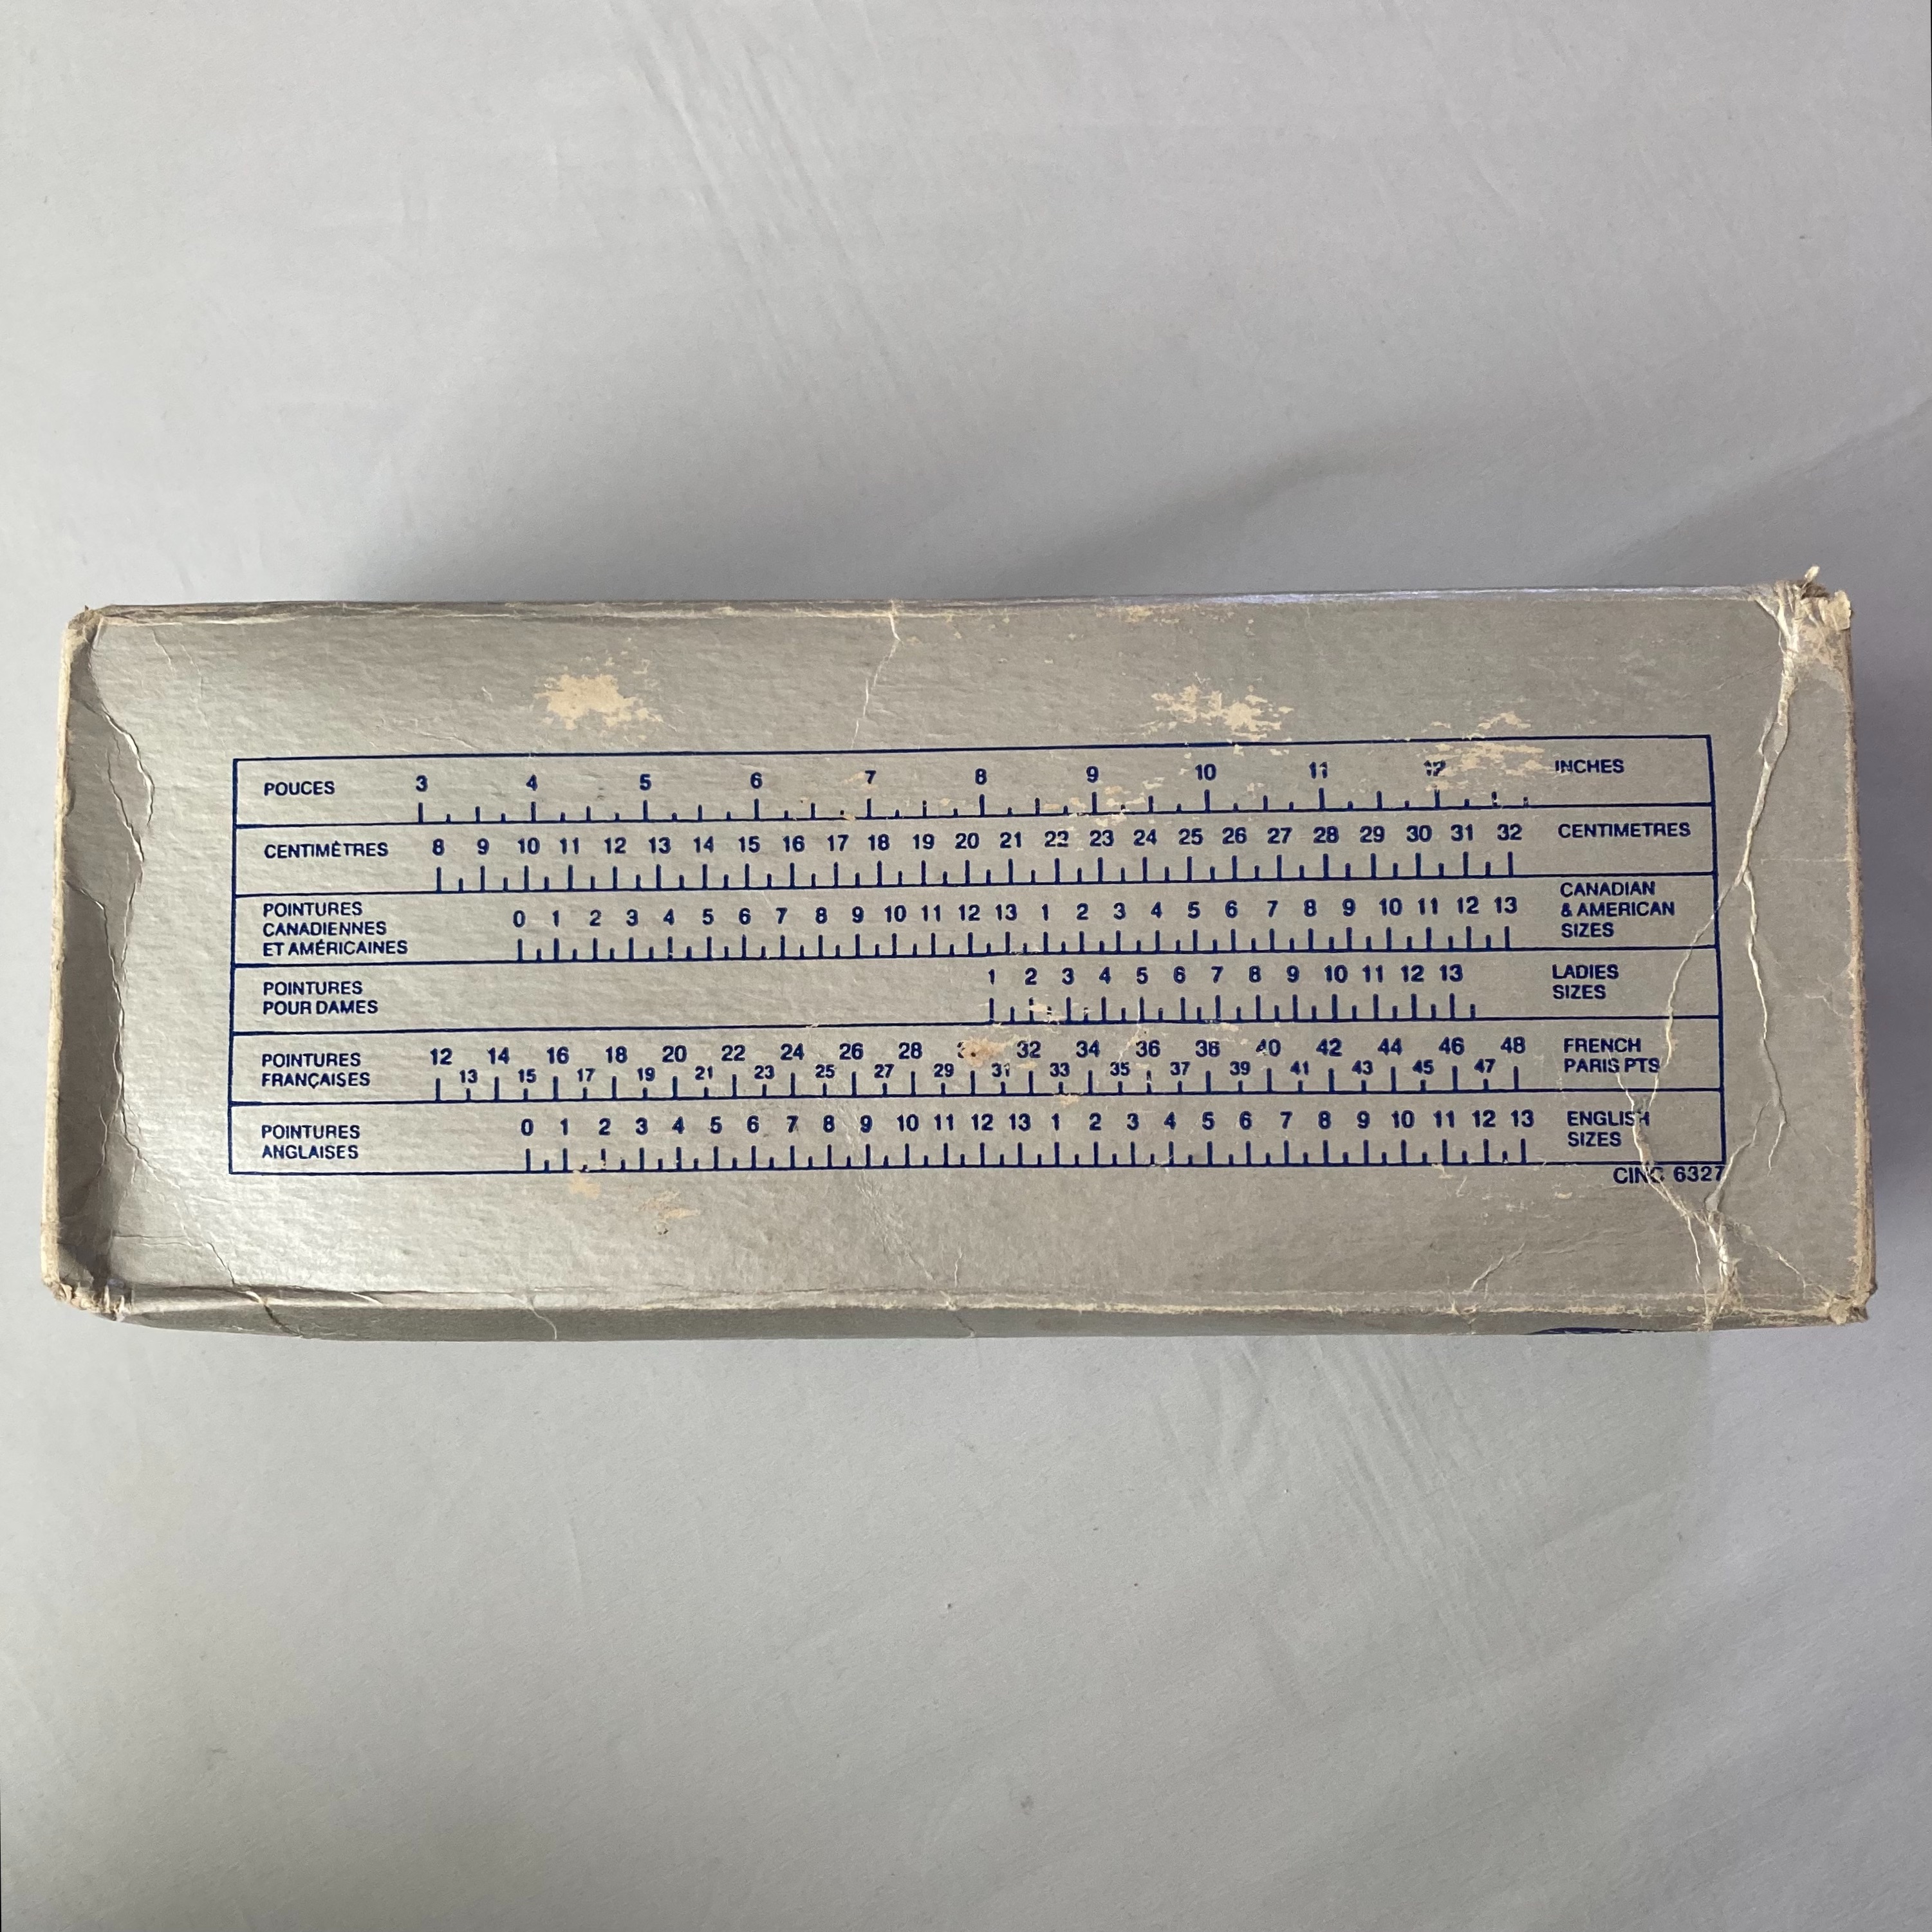 POUCES 3 4 5 6 7 8 9 10 11 12 INCHES
CENTIMÈTRES 8 9 10 11 12 13 14 15 16 17 18 19 20 21 22 23 24 25 26 27 28 29 30 31 32 CENTIMETRES
POINTURES
CANADIENNES
ET AMÉRICAINES
0 1 2 3 4 5 6 7 8 9 10 11 12 13 1 2 3 4 5 6 7 8 9 10 11 12 13
CANADIAN
& AMERICAN
SIZES
POINTURES
POUR DAMES
1 2 3 4 5 6 7 8 9 10 11 12 13
LADIES
SIZES
POINTURES
FRANÇAISES
12 14 16 18 20 22 24 26 28 32 34 36 38 40 42 44 46 48
13 15 17 19 21 23 25 27 29 31 33 35 37 39 41 43 45 47
FRENCH
PARIS PTS
POINTURES
ANGLAISES
0 1 2 3 4 5 6 7 8 9 10 11 12 13 1 2 3 4 5 6 7 8 9 10 11 12 13
ENGLISH
SIZES
6327